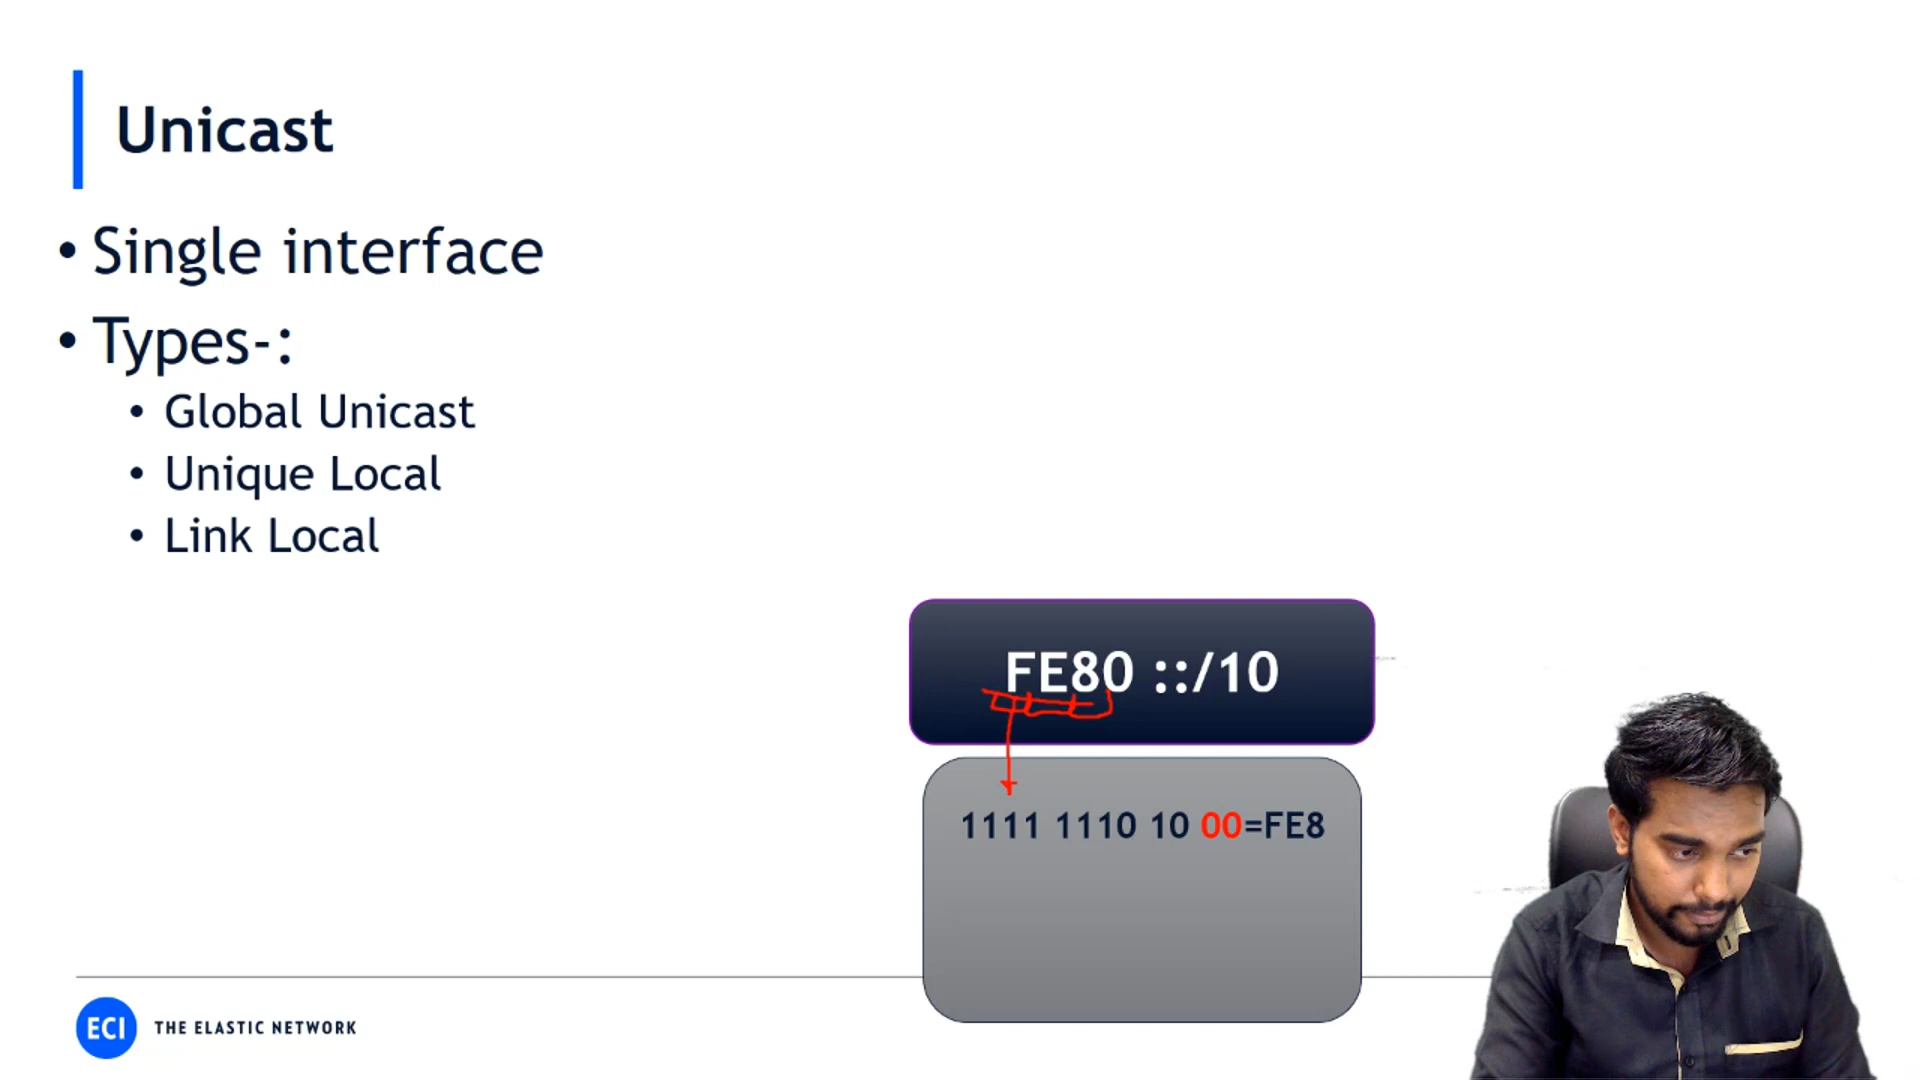 Unicast
• Single interface
• Types-:
• Global Unicast
• Unique Local
• Link Local
FE80 ::/10
1111 1110 10 00=FE8
ECI THE ELASTIC NETWORK